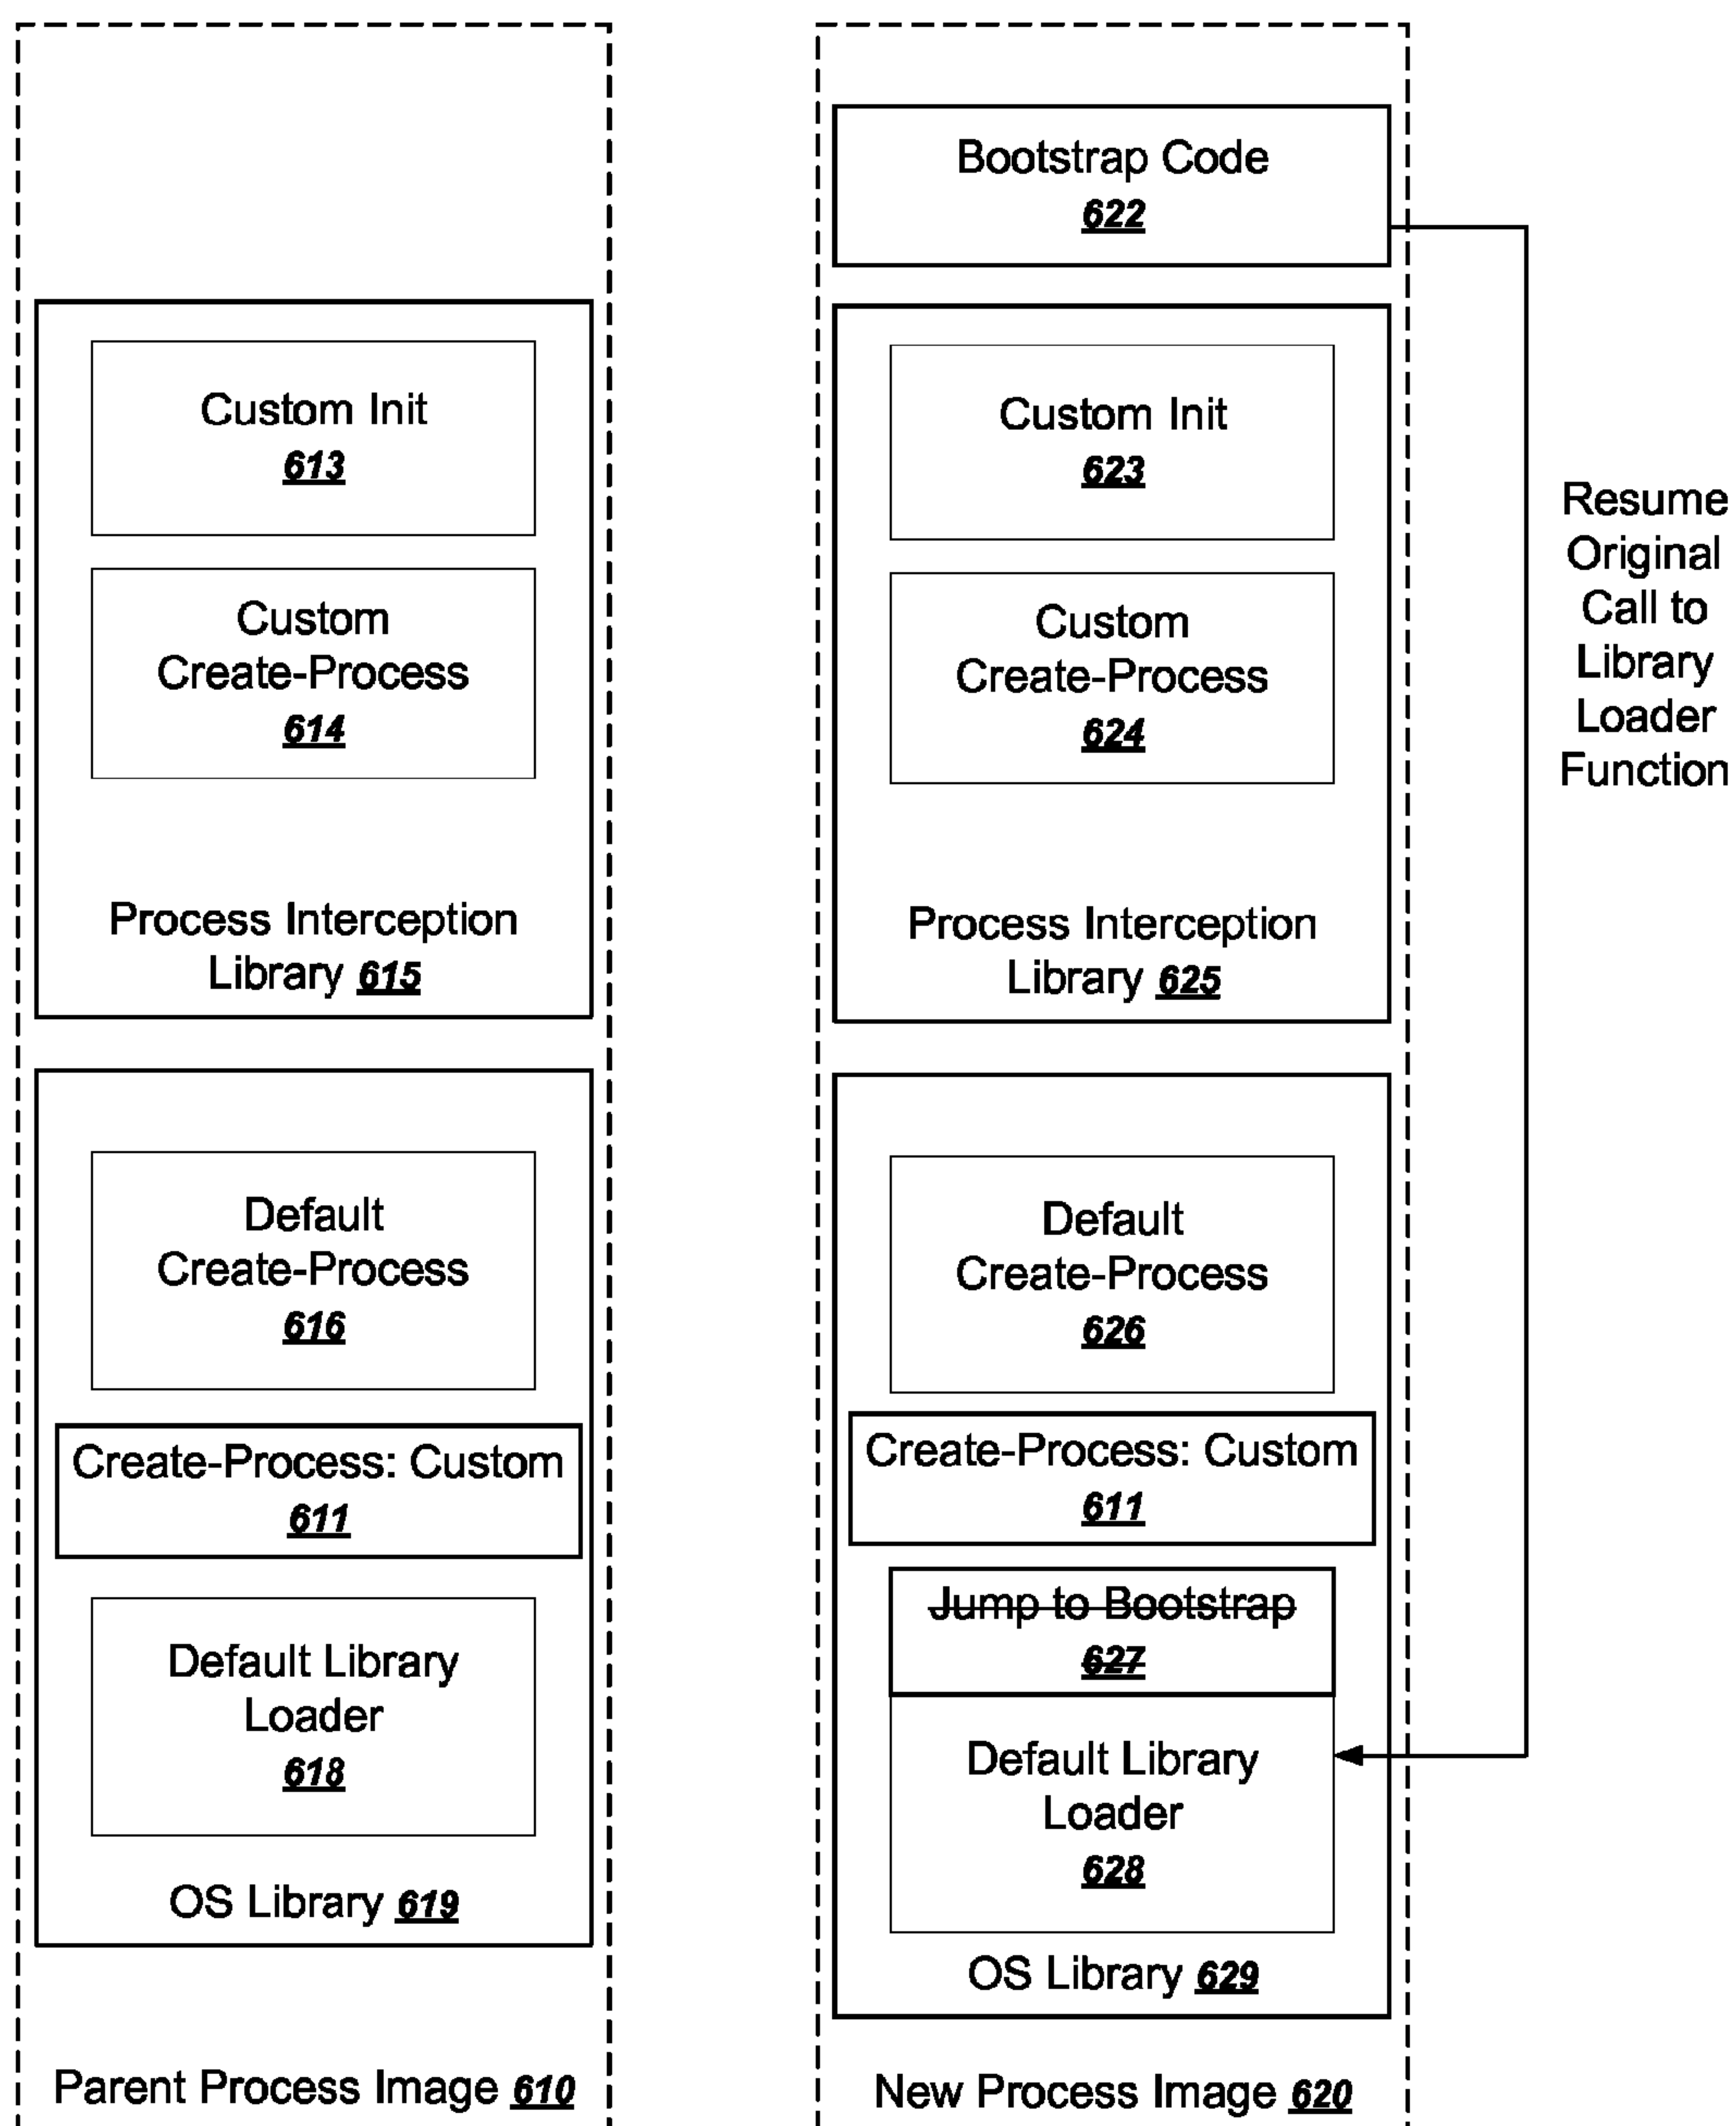 Custom Init
613
Custom
Create-Process
614
Process Interception
Library 615
Default
Create-Process
616
Create-Process: Custom
611
Default Library
Loader
618
OS Library 619
Parent Process Image 610
Bootstrap Code
622
Custom Init
623
Custom
Create-Process
624
Process Interception
Library 625
Default
Create-Process
626
Create-Process: Custom
611
Jump to Bootstrap
627
Default Library
Loader
628
OS Library 629
New Process Image 620
Resume
Original
Call to
Library
Loader
Function